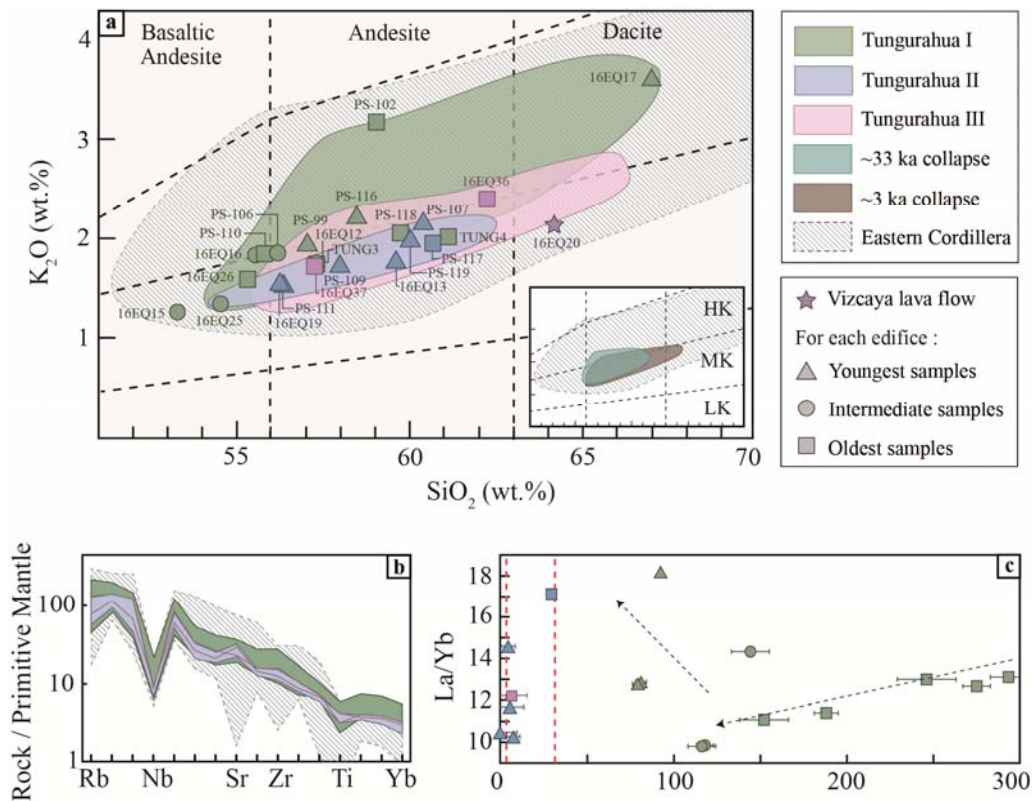 a
Basaltic
Andesite
Andesite
Dacite
4
3
2
1
K₂O (wt.%)
55
60
65
70
SiO₂ (wt.%)
16EQ17
PS-102
16EQ36
PS-116
PS-106
PS-99
PS-118
PS-107
PS-110
16EQ12
16EQ16
TUNG3
TUNG4
16EQ20
16EQ26
PS-109
PS-117
16EQ37
PS-119
16EQ15
16EQ25
PS-111
16EQ13
16EQ19
HK
MK
LK
Tungurahua I
Tungurahua II
Tungurahua III
~33 ka collapse
~3 ka collapse
Eastern Cordillera
Vizcaya lava flow
For each edifice :
Youngest samples
Intermediate samples
Oldest samples
b
Rock / Primitive Mantle
100
10
1
Rb Nb Sr Zr Ti Yb
c
La/Yb
18
16
14
12
10
0 100 200 300